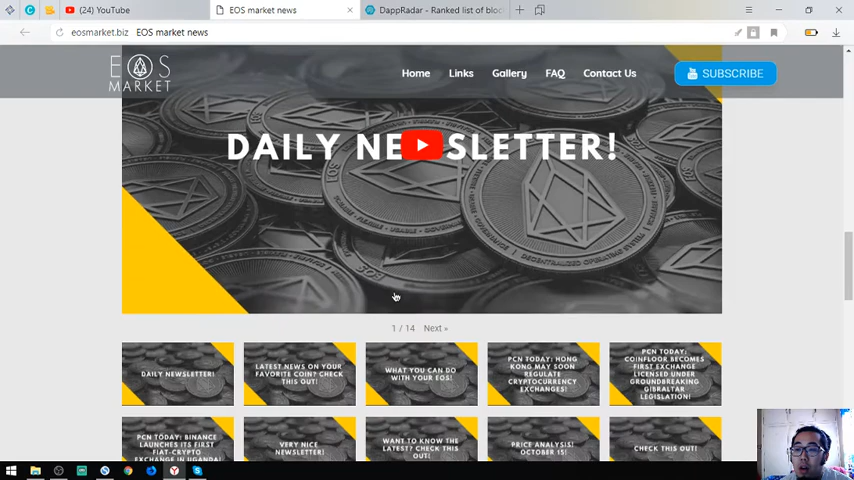 (24) YouTube
EOS market news
DappRadar - Ranked list of bloc
eosmarket.biz EOS market news
EOS
MARKET
Home Links Gallery FAQ Contact Us
SUBSCRIBE
DAILY NE SLETTER!
1 / 14 Next »
DAILY NEWSLETTER!
LATEST NEWS ON YOUR
FAVORITE COIN? CHECK
THIS OUT!
WHAT YOU CAN DO
WITH YOUR EOS!
PCN TODAY: HONG
KONG MAY SOON
REGULATE
CRYPTOCURRENCY
EXCHANGES!
PCN TODAY:
COINFLOOR BECOMES
FIRST EXCHANGE
LICENSED UNDER
GROUNDBREAKING
GIBRALTAR
LEGISLATION!
PCN TODAY: BINANCE
LAUNCHES ITS FIRST
FIAT-CRYPTO
EXCHANGE IN UGANDA!
VERY NICE
NEWSLETTER!
WANT TO KNOW THE
LATEST? CHECK THIS
OUT!
PRICE ANALYSIS!
OCTOBER 15!
CHECK THIS OUT!